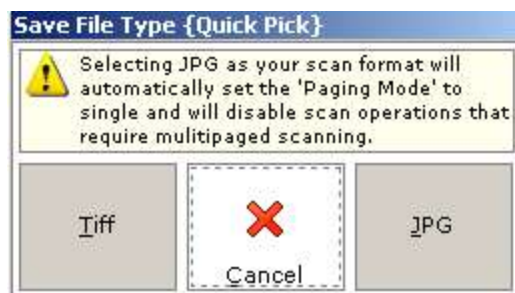 Save File Type {Quick Pick}
Selecting JPG as your scan format will
automatically set the 'Paging Mode' to
single and will disable scan operations that
require mulitipaged scanning.
Tiff
Cancel
JPG